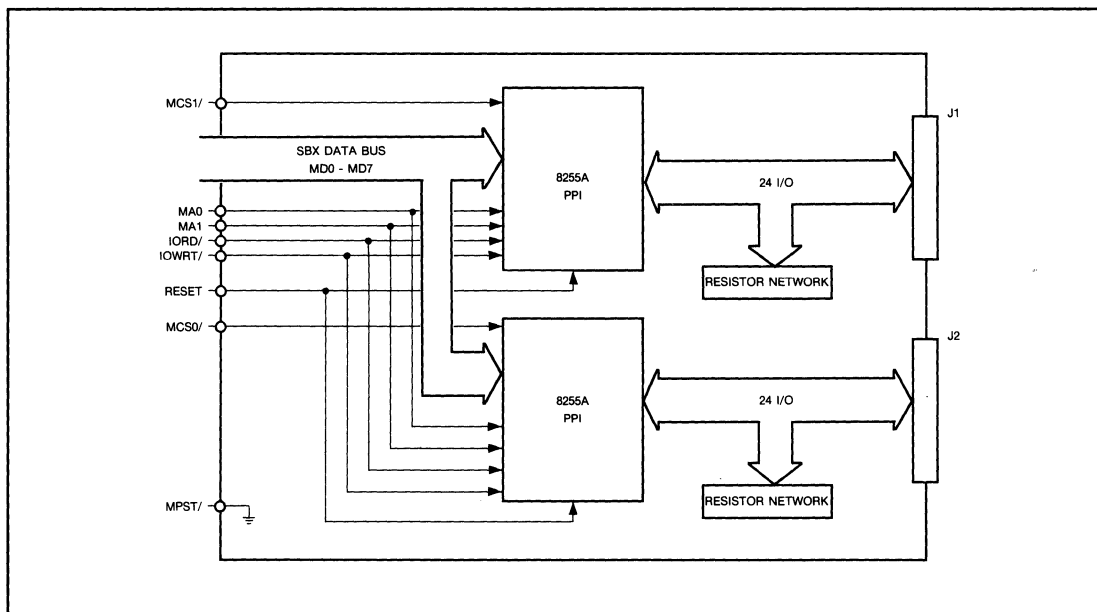 MCS1/
SBX DATA BUS
MD0 - MD7
MA0
MA1
IORD/
IOWRT/
RESET
MCS0/
MPST/
8255A
PPI
24 I/O
RESISTOR NETWORK
J1
8255A
PPI
24 I/O
RESISTOR NETWORK
J2